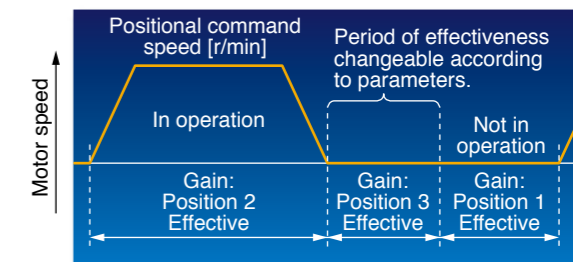 Positional command
speed [r/min]
Period of effectiveness
changeable according
to parameters.
Motor speed
In operation
Not in
operation
Gain:
Position 2
Effective
Gain:
Position 3
Effective
Gain:
Position 1
Effective